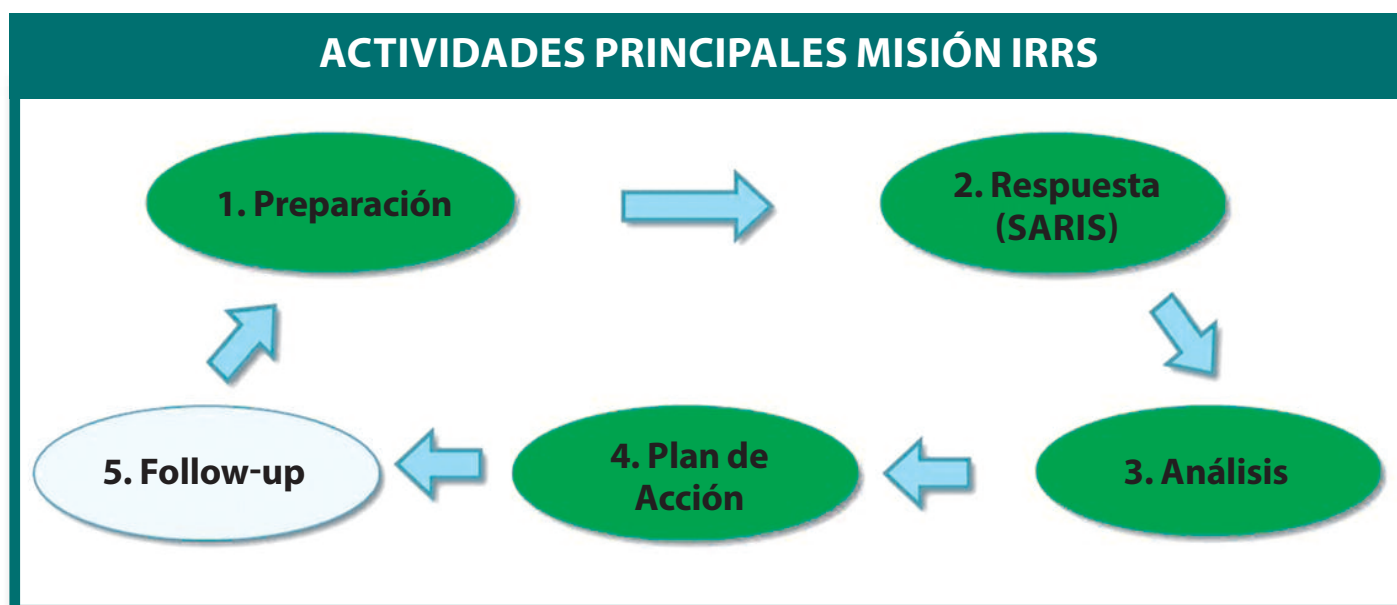 ACTIVIDADES PRINCIPALES MISIÓN IRRS
1. Preparación
2. Respuesta
(SARIS)
3. Análisis
4. Plan de
Acción
5. Follow-up